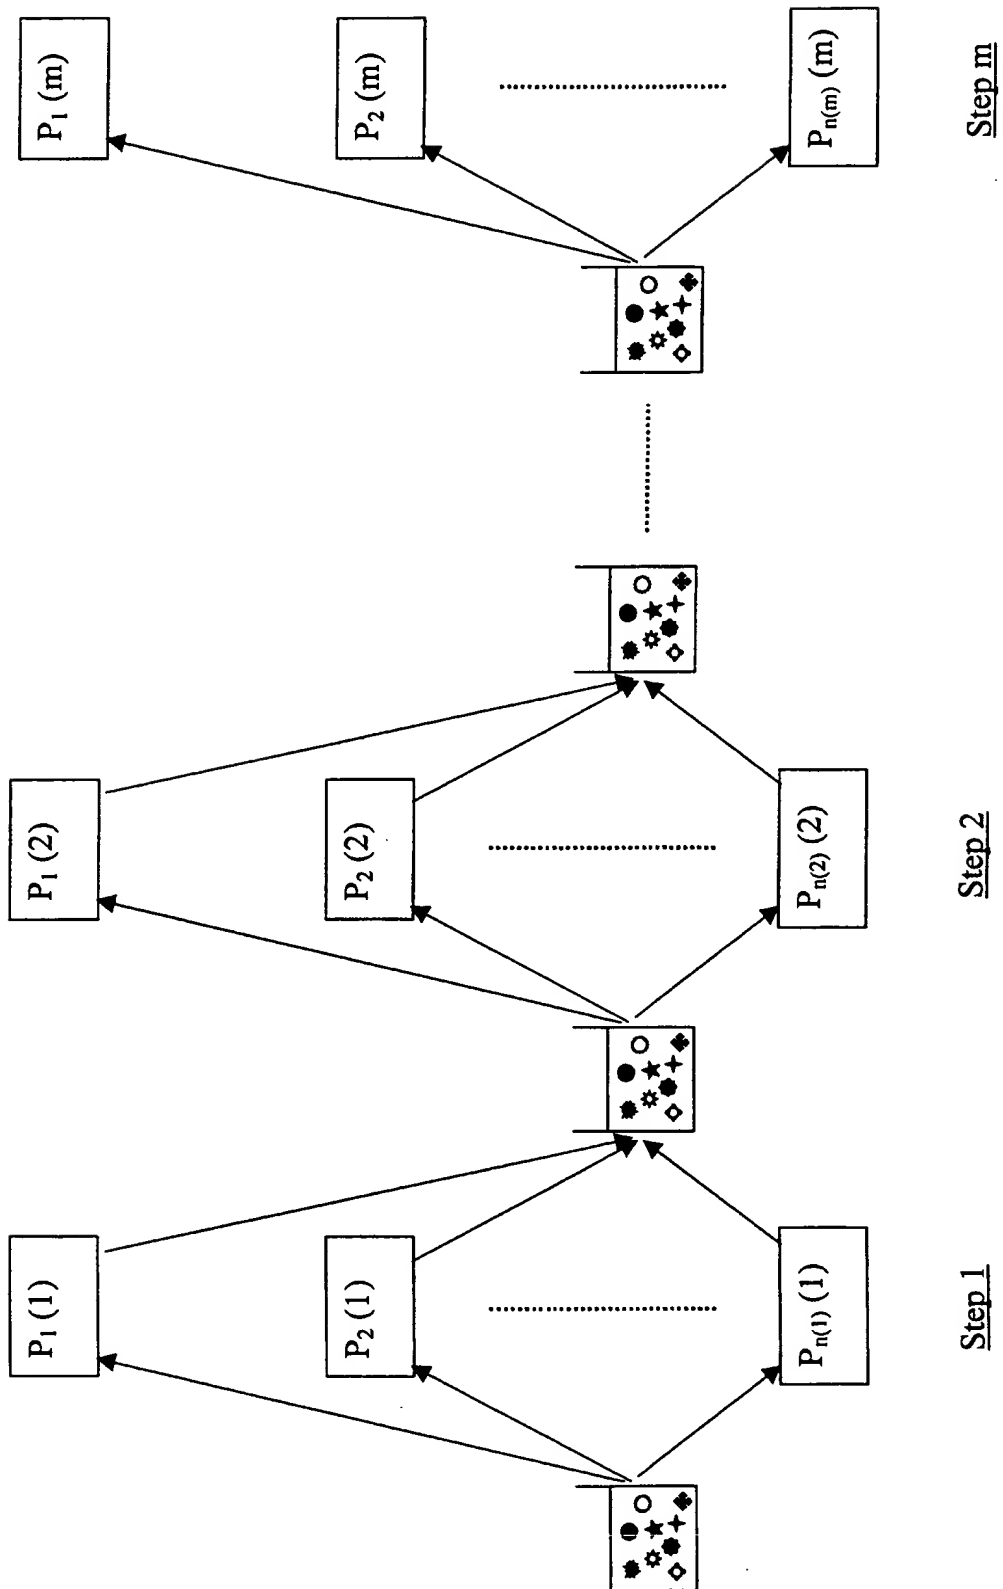 P₁ (1)
P₂ (1)
Pₙ₍₁₎ (1)
Step 1
P₁ (2)
P₂ (2)
Pₙ₍₂₎ (2)
Step 2
P₁ (m)
P₂ (m)
Pₙ₍ₘ₎ (m)
Step m